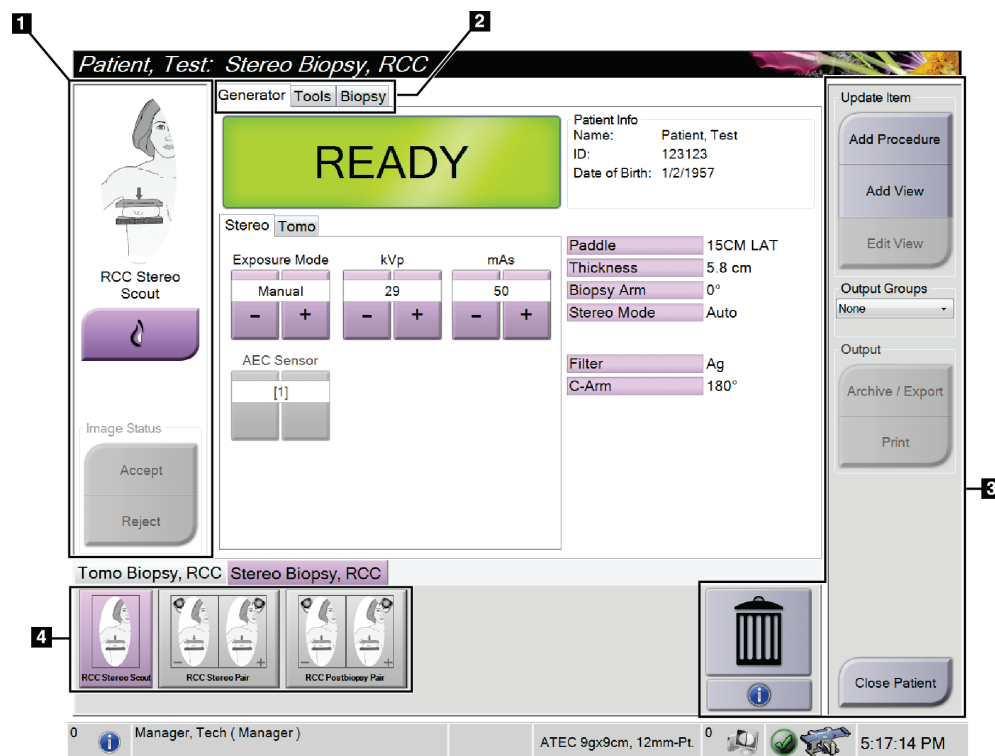 1
2
Patient, Test: Stereo Biopsy, RCC
Generator Tools Biopsy
READY
Patient Info
Name: Patient, Test
ID: 123123
Date of Birth: 1/2/1957
RCC Stereo
Scout
Image Status
Accept
Reject
Stereo Tomo
Exposure Mode kVp mAs
Manual 29 50
- + - + - +
AEC Sensor
[1]
Paddle 15CM LAT
Thickness 5.8 cm
Biopsy Arm 0°
Stereo Mode Auto
Filter Ag
C-Arm 180°
Update Item
Add Procedure
Add View
Edit View
Output Groups
None
Output
Archive / Export
Print
3
Close Patient
Tomo Biopsy, RCC Stereo Biopsy, RCC
4
- + - +
RCC Stereo Scout RCC Stereo Pair RCC Postbiopsy Pair
i
0 i Manager, Tech ( Manager ) ATEC 9gx9cm, 12mm-Pt. 0 5:17:14 PM